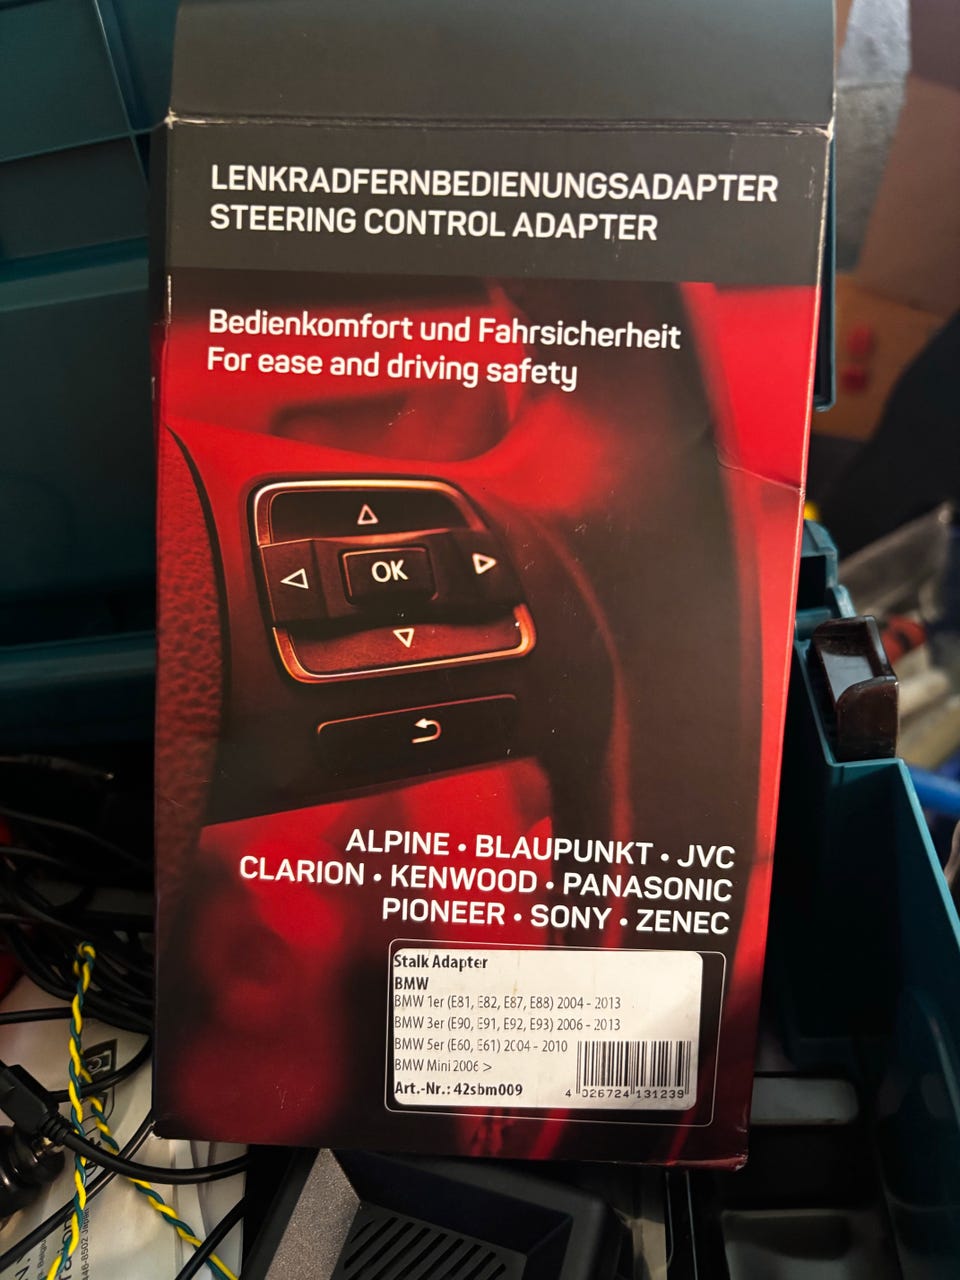 LENKRADFERNBEDIENUNGSADAPTER
STEERING CONTROL ADAPTER
Bedienkomfort und Fahrsicherheit
For ease and driving safety
OK
ALPINE • BLAUPUNKT • JVC
CLARION • KENWOOD • PANASONIC
PIONEER • SONY • ZENEC
Stalk Adapter
BMW
BMW 1er (E81, E82, E87, E88) 2004 - 2013
BMW 3er (E90, E91, E92, E93) 2006 - 2013
BMW 5er (E60, E61) 2004 - 2010
BMW Mini 2006 >
Art.-Nr.: 42sbm009
4 026724 131239